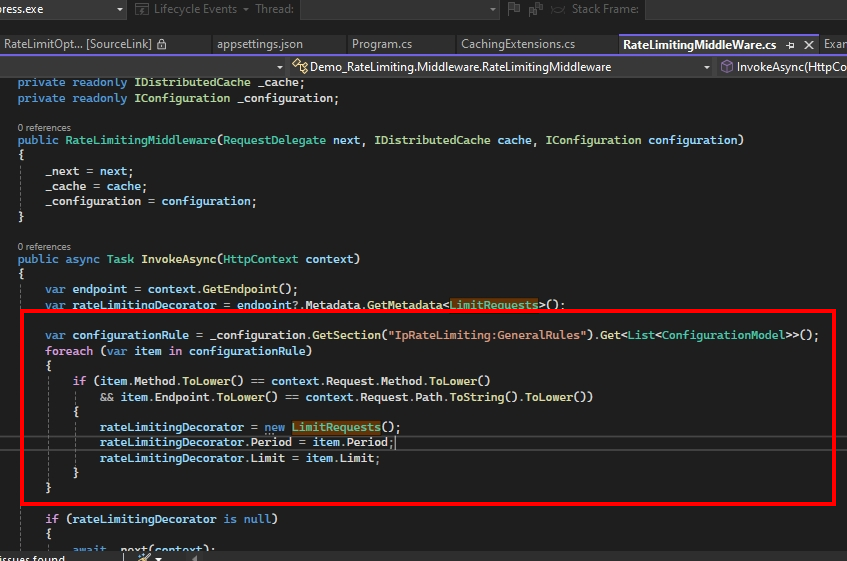 press.exe Lifecycle Events Thread: Stack Frame:
RateLimitOpt... [SourceLink] appsettings.json Program.cs CachingExtensions.cs RateLimitingMiddleWare.cs Exam
Demo_RateLimiting.Middleware.RateLimitingMiddleware InvokeAsync(HttpCo
private readonly IDistributedCache _cache;
private readonly IConfiguration _configuration;
0 references
public RateLimitingMiddleware(RequestDelegate next, IDistributedCache cache, IConfiguration configuration)
{
_next = next;
_cache = cache;
_configuration = configuration;
}
0 references
public async Task InvokeAsync(HttpContext context)
{
var endpoint = context.GetEndpoint();
var rateLimitingDecorator = endpoint?.Metadata.GetMetadata<LimitRequests>();
var configurationRule = _configuration.GetSection("IpRateLimiting:GeneralRules").Get<List<ConfigurationModel>>();
foreach (var item in configurationRule)
{
if (item.Method.ToLower() == context.Request.Method.ToLower()
&& item.Endpoint.ToLower() == context.Request.Path.ToString().ToLower())
{
rateLimitingDecorator = new LimitRequests();
rateLimitingDecorator.Period = item.Period;
rateLimitingDecorator.Limit = item.Limit;
}
}
if (rateLimitingDecorator is null)
{
await _next(context);
issues found